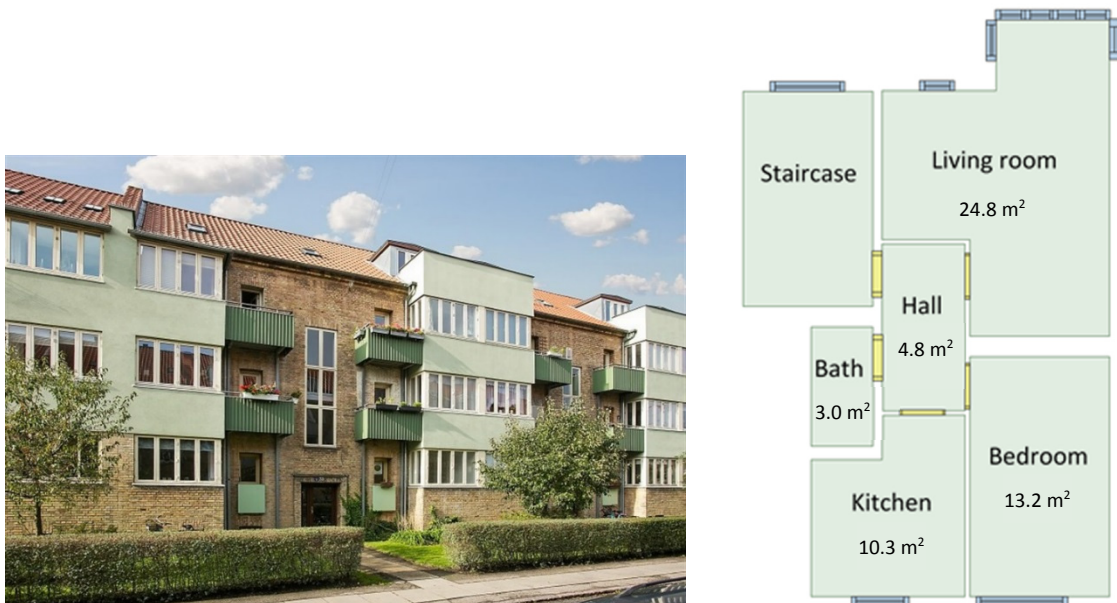 Staircase
Living room
24.8 m²
Hall
4.8 m²
Bath
3.0 m²
Bedroom
13.2 m²
Kitchen
10.3 m²